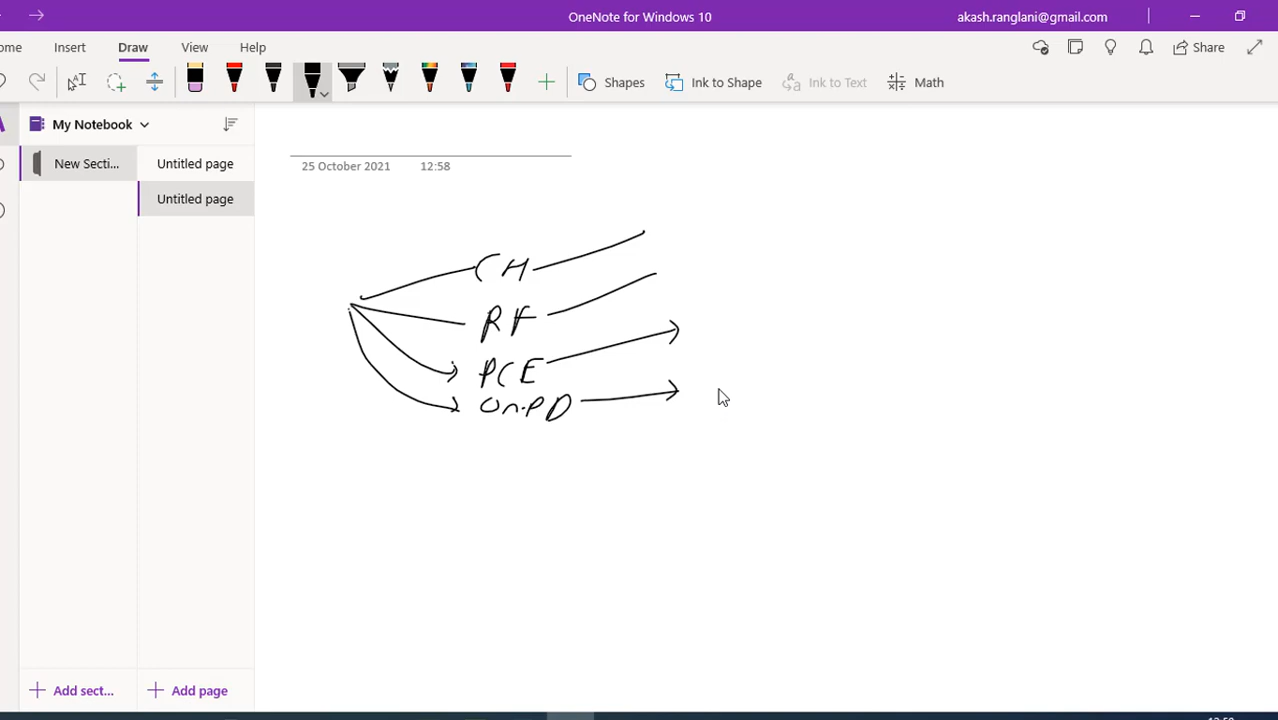 OneNote for Windows 10 akash.ranglani@gmail.com
ome Insert Draw View Help Share
Shapes Ink to Shape Ink to Text Math
My Notebook
New Secti... Untitled page
Untitled page
25 October 2021 12:58
CH
RF
PCE
On.PD
+ Add sect... + Add page